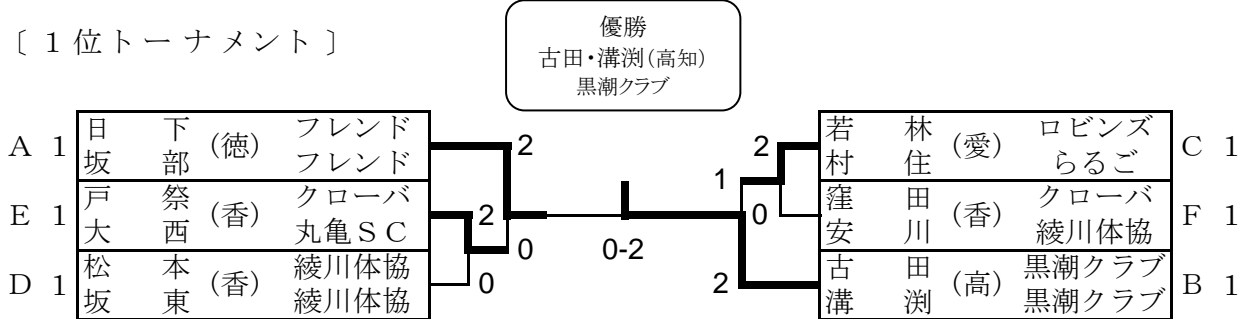 〔 1 位 ト ー ナ メ ン ト 〕
優勝
古田・溝渕(高知)
黒潮クラブ
A 1 日 下 (徳) フレンド
坂 部 フレンド
E 1 戸 祭 (香) クローバ
大 西 丸亀SC
D 1 松 本 (香) 綾川体協
坂 東 綾川体協
2
2
0
0
0-2
2
1
0
2
若 林 (愛) ロビンズ C 1
村 住 らるご
窪 田 (香) クローバ F 1
安 川 綾川体協
古 田 (高) 黒潮クラブ B 1
溝 渕 黒潮クラブ